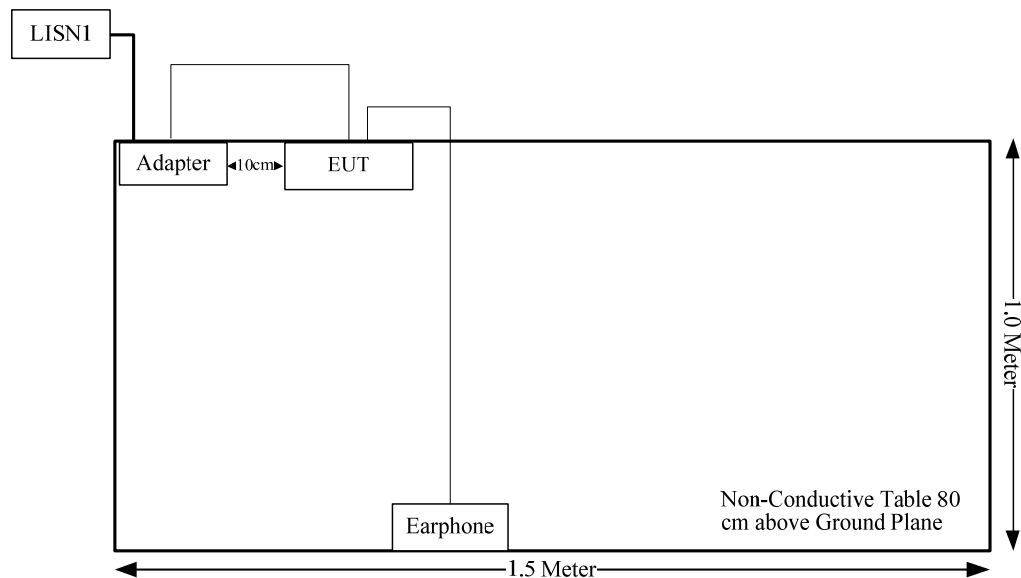 LISN1
Adapter
10cm
EUT
1.0 Meter
Non-Conductive Table 80
cm above Ground Plane
Earphone
1.5 Meter